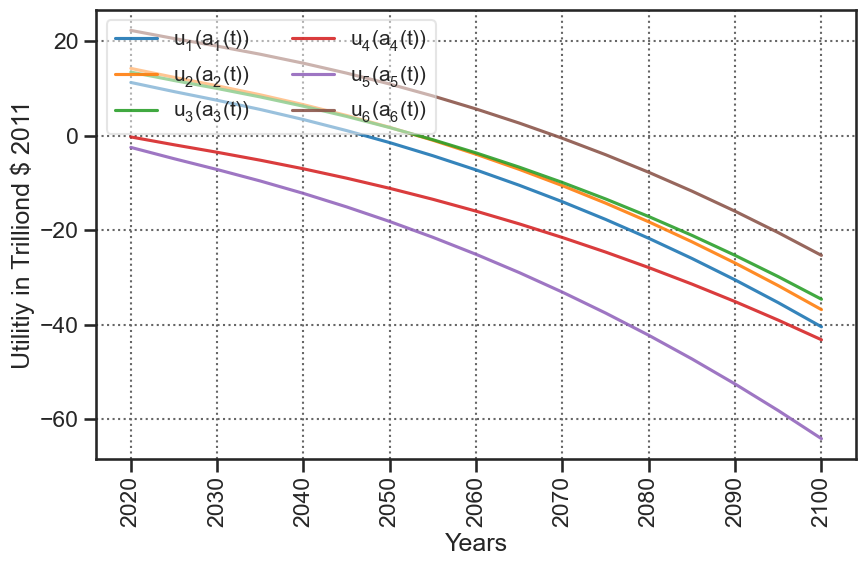 Utilitiy in Trilliond $ 2011
20
0
−20
−40
−60
u₁(a₁(t))
u₂(a₂(t))
u₃(a₃(t))
u₄(a₄(t))
u₅(a₅(t))
u₆(a₆(t))
2020 2030 2040 2050 2060 2070 2080 2090 2100
Years